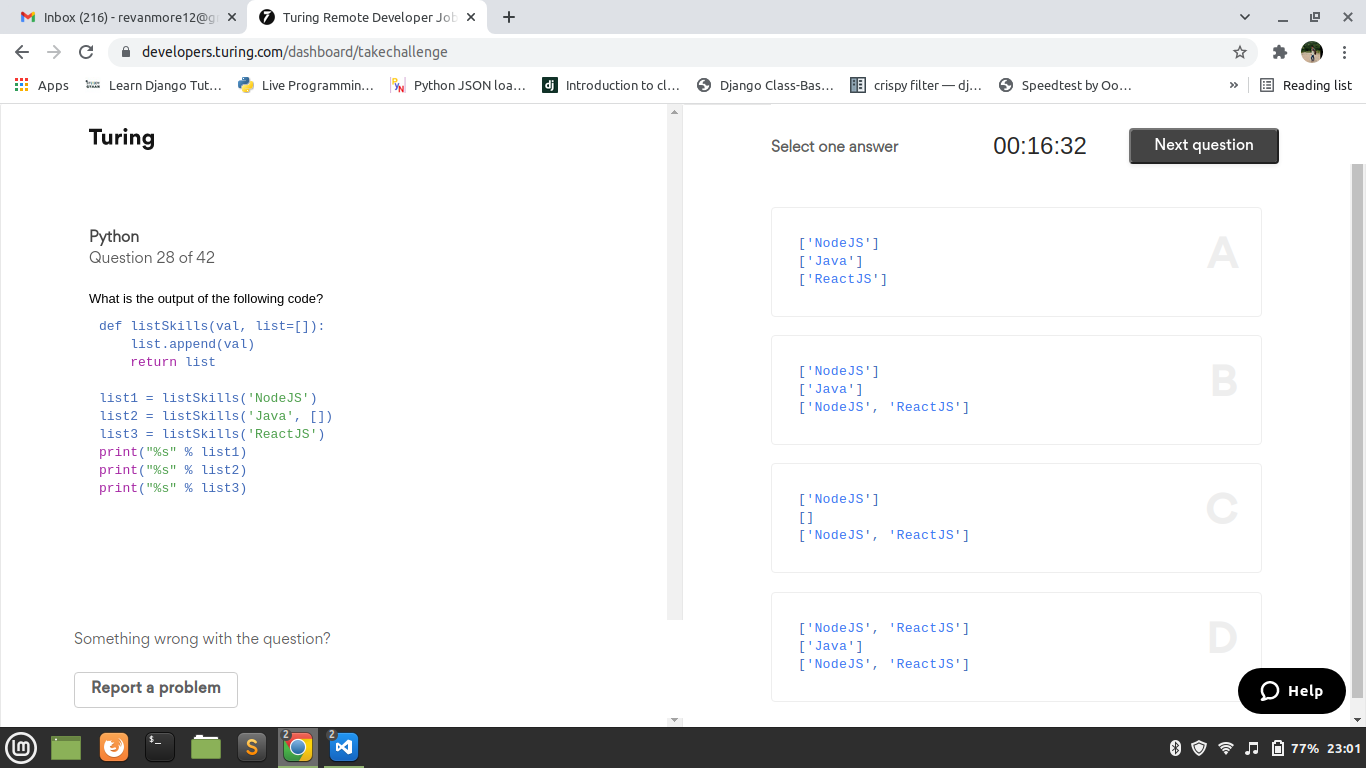 Inbox (216) - revanmore12@g
Turing Remote Developer Job
developers.turing.com/dashboard/takechallenge
Apps
Learn Django Tut...
Live Programmin...
Python JSON loa...
dj
Introduction to cl...
Django Class-Bas...
crispy filter — dj...
Speedtest by Oo...
»
Reading list
Turing
Python
Question 28 of 42
What is the output of the following code?
def listSkills(val, list=[]):
    list.append(val)
    return list
list1 = listSkills('NodeJS')
list2 = listSkills('Java', [])
list3 = listSkills('ReactJS')
print("%s" % list1)
print("%s" % list2)
print("%s" % list3)
Something wrong with the question?
Report a problem
Select one answer
00:16:32
Next question
['NodeJS']
['Java']
['ReactJS']
A
['NodeJS']
['Java']
['NodeJS', 'ReactJS']
B
['NodeJS']
[]
['NodeJS', 'ReactJS']
C
['NodeJS', 'ReactJS']
['Java']
['NodeJS', 'ReactJS']
D
Help
2
2
77%
23:01